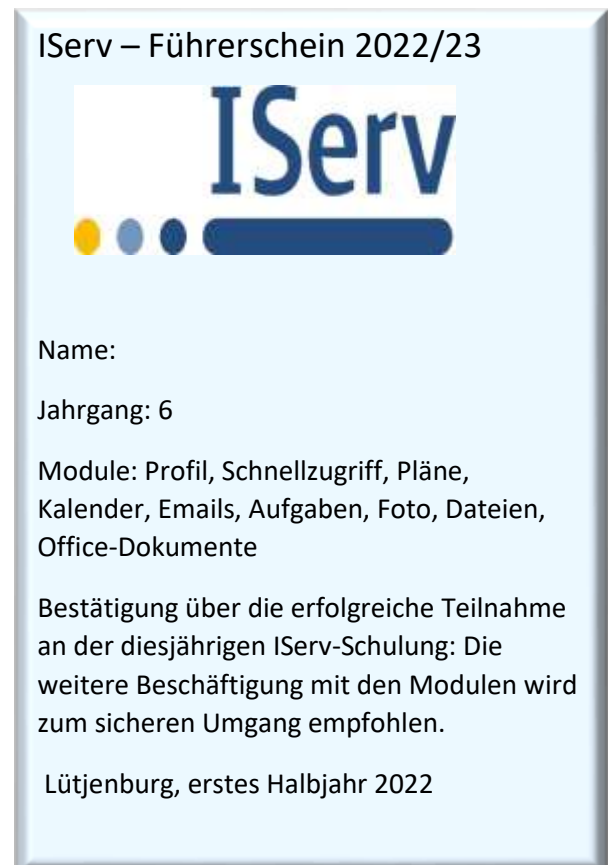 IServ – Führerschein 2022/23
IServ
Name:
Jahrgang: 6
Module: Profil, Schnellzugriff, Pläne,
Kalender, Emails, Aufgaben, Foto, Dateien,
Office-Dokumente
Bestätigung über die erfolgreiche Teilnahme
an der diesjährigen IServ-Schulung: Die
weitere Beschäftigung mit den Modulen wird
zum sicheren Umgang empfohlen.
Lütjenburg, erstes Halbjahr 2022